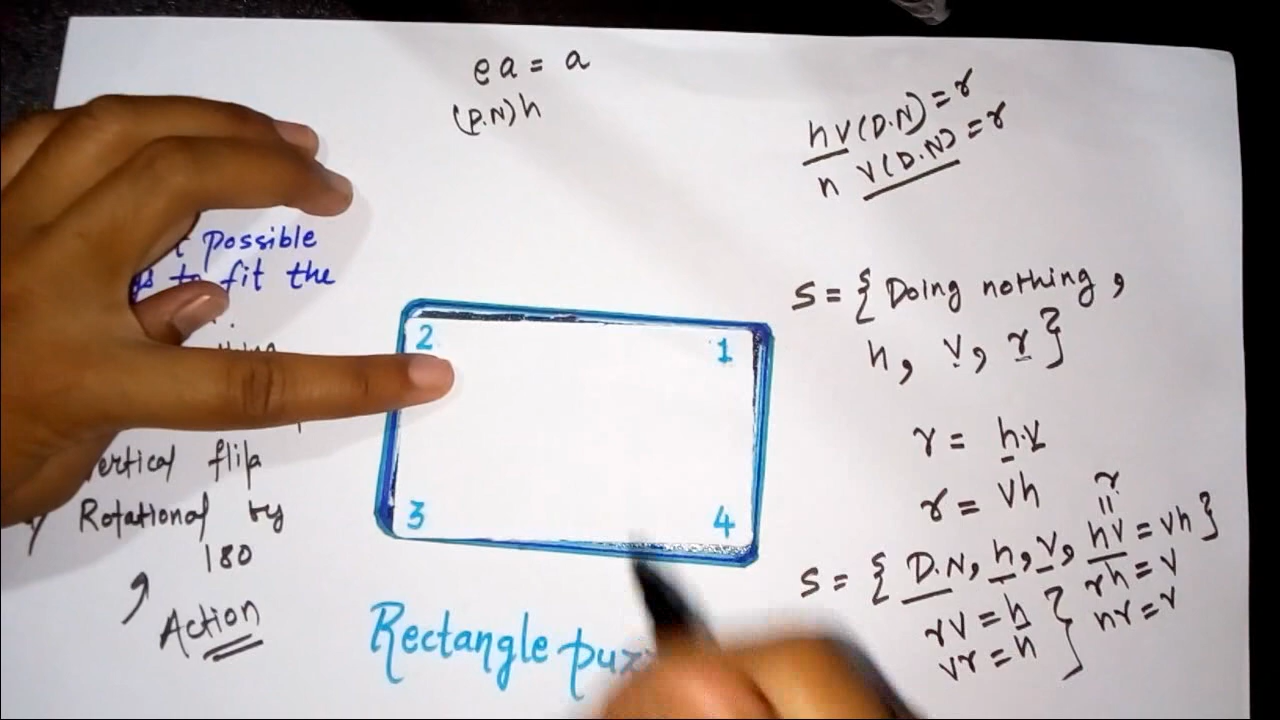 ea = a
(D.N)h
hv(D.N) = r
h v(D.N) = r
possible
to fit the
ertical flip
Rotational by
180
, Action
2 1
3 4
Rectangle
S = { Doing nothing ,
h, v, r }
r = h.v
r = vh
r
=
S = { D.N, h, v, hv = vh }
rv = h } rh = v
vr = h hr = v